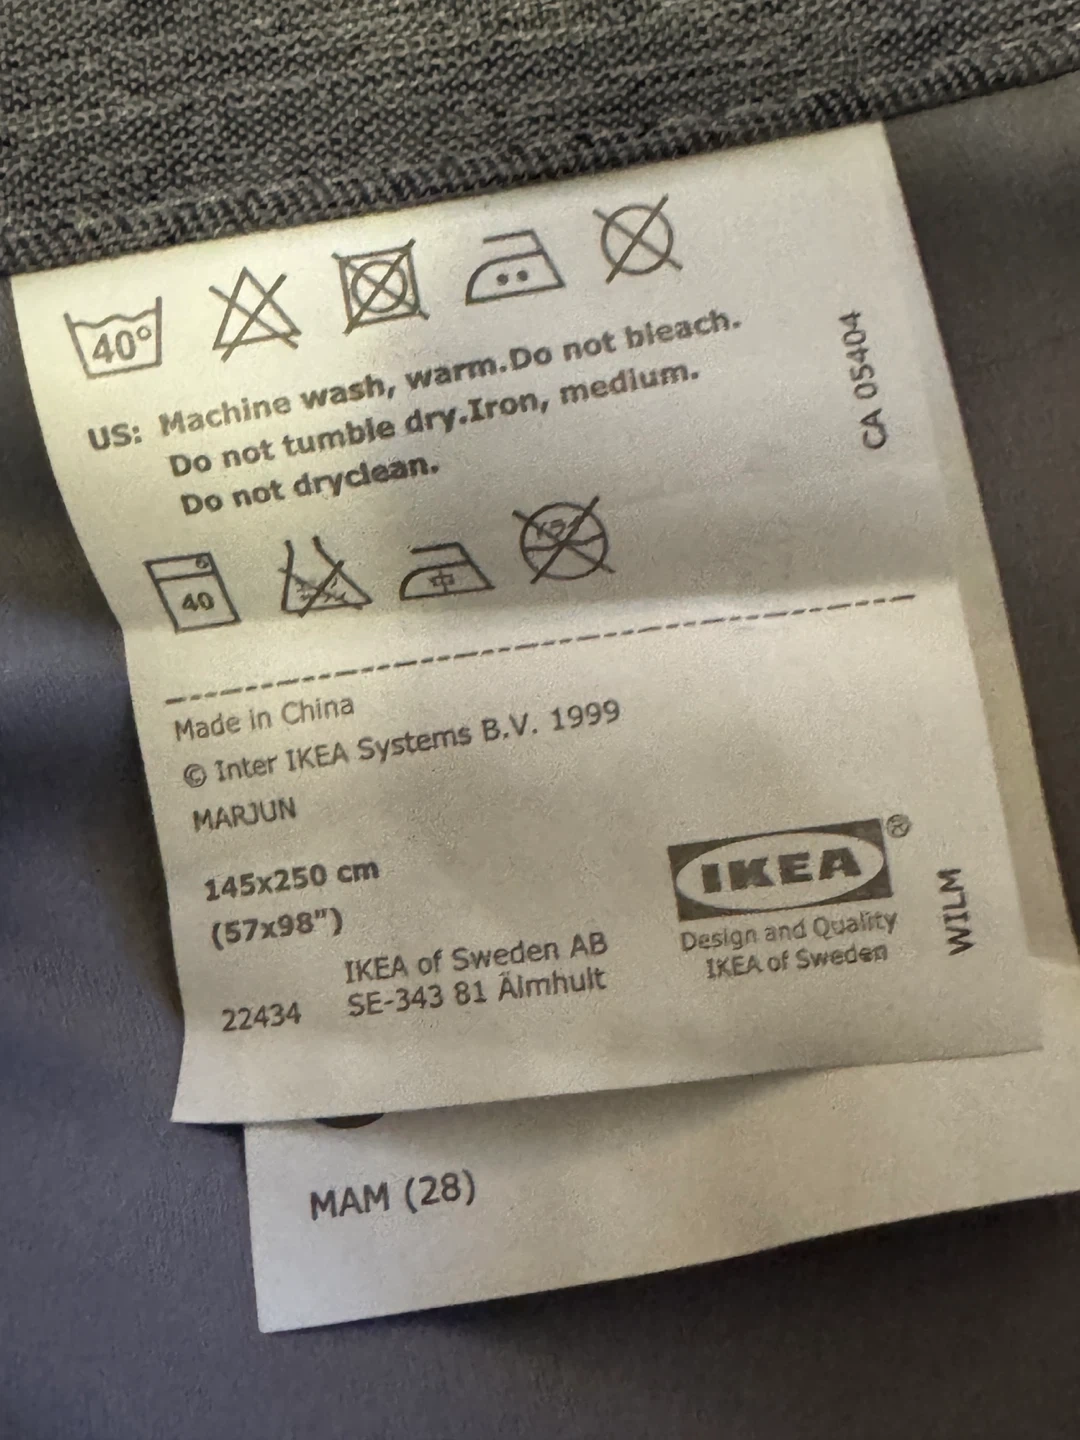 40°
US: Machine wash, warm.Do not bleach.
Do not tumble dry.Iron, medium.
Do not dryclean.
CA 05404
40
中
Made in China
© Inter IKEA Systems B.V. 1999
MARJUN
145x250 cm
(57x98")
IKEA®
Design and Quality
IKEA of Sweden
WILM
22434
IKEA of Sweden AB
SE-343 81 Älmhult
MAM (28)